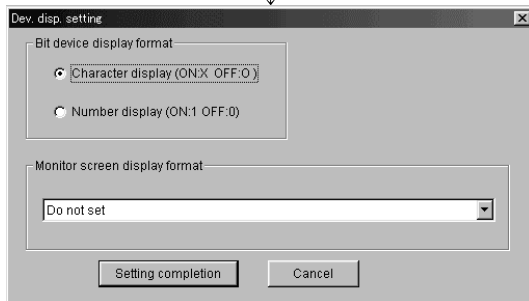 Dev. disp. setting
Bit device display format
Character display (ON:X OFF:O )
Number display (ON:1 OFF:0)
Monitor screen display format
Do not set
Setting completion Cancel